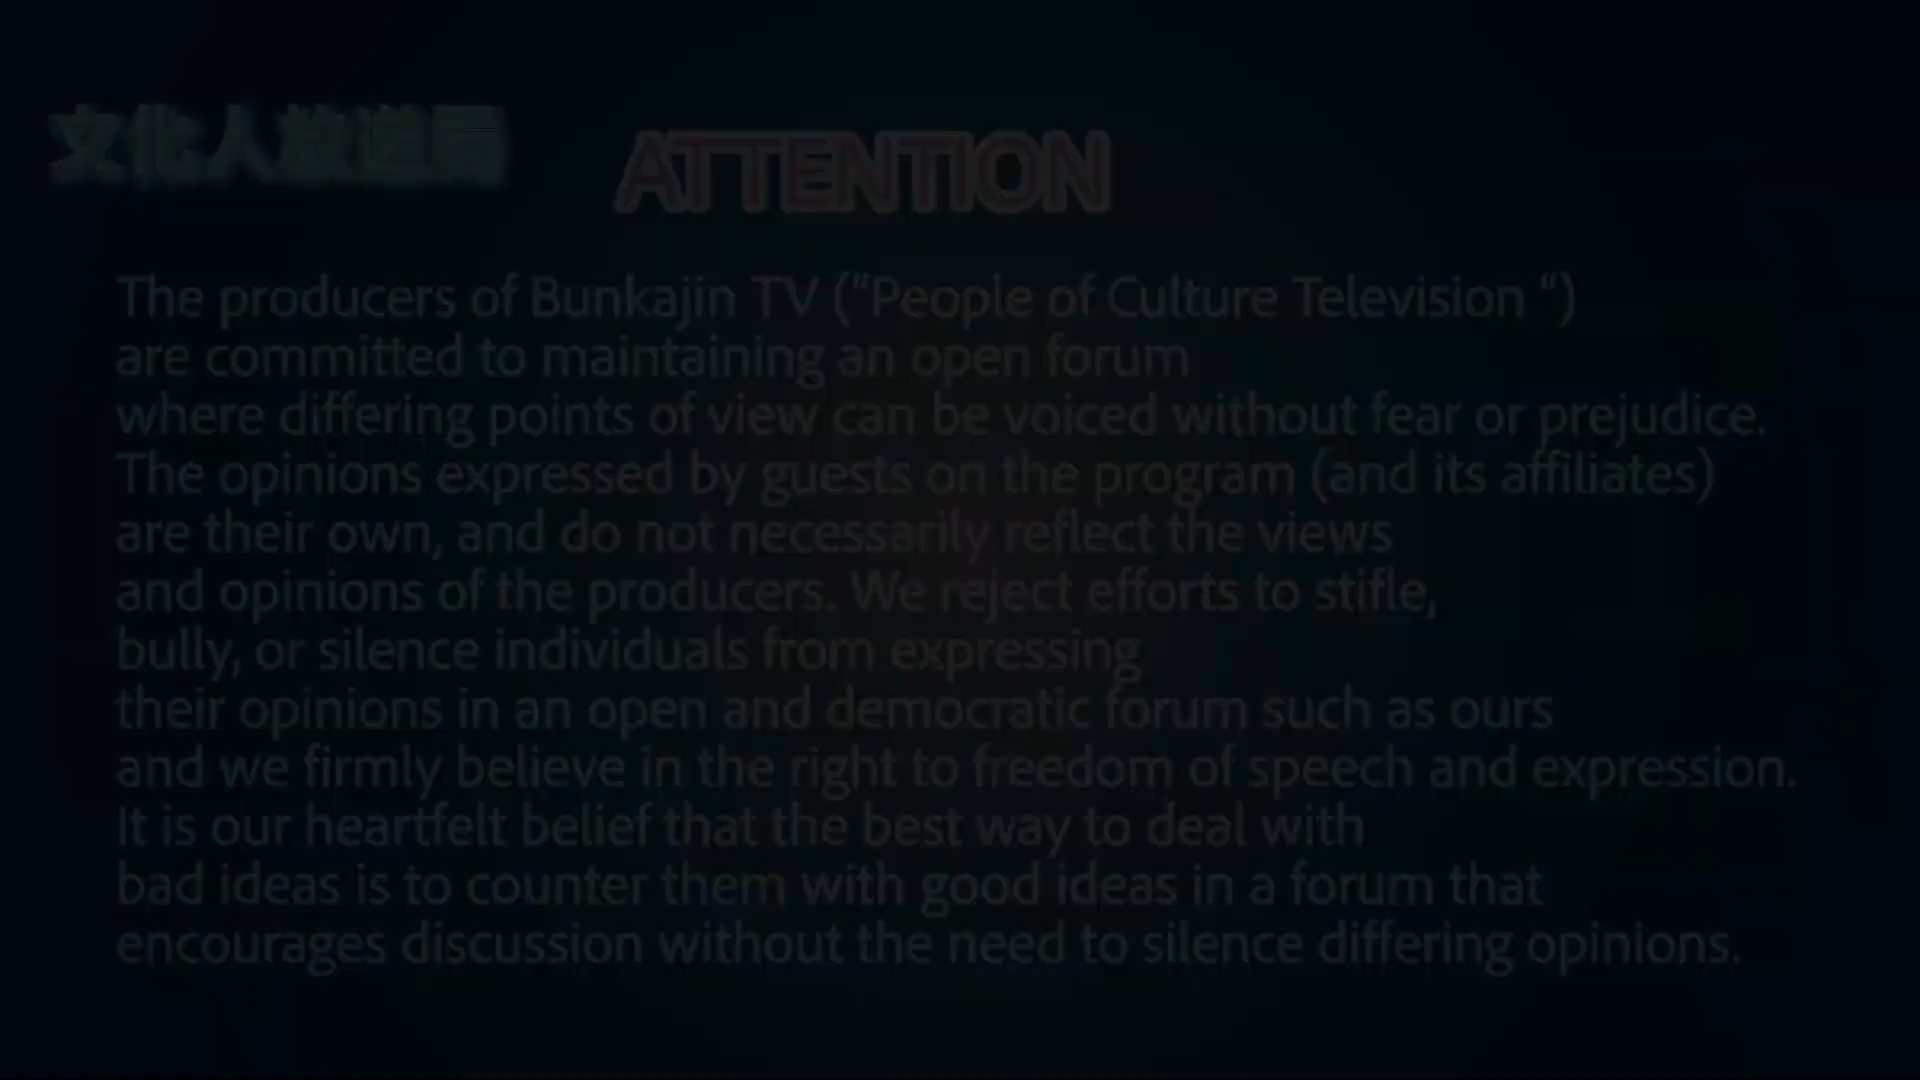 文化人放送局
ATTENTION
The producers of Bunkajin TV ("People of Culture Television “)
are committed to maintaining an open forum
where differing points of view can be voiced without fear or prejudice.
The opinions expressed by guests on the program (and its affiliates)
are their own, and do not necessarily reflect the views
and opinions of the producers. We reject efforts to stifle,
bully, or silence individuals from expressing
their opinions in an open and democratic forum such as ours
and we firmly believe in the right to freedom of speech and expression.
It is our heartfelt belief that the best way to deal with
bad ideas is to counter them with good ideas in a forum that
encourages discussion without the need to silence differing opinions.